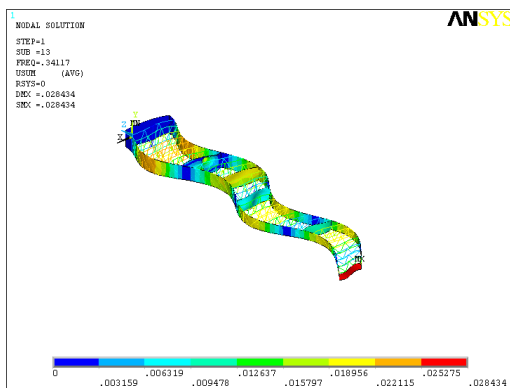 1
ANSYS
NODAL SOLUTION
STEP=1
SUB =13
FREQ=.34117
USUM (AVG)
RSYS=0
DMX =.028434
SMX =.028434
Y
MN
Z
X
MX
0 .006319 .012637 .018956 .025275
.003159 .009478 .015797 .022115 .028434